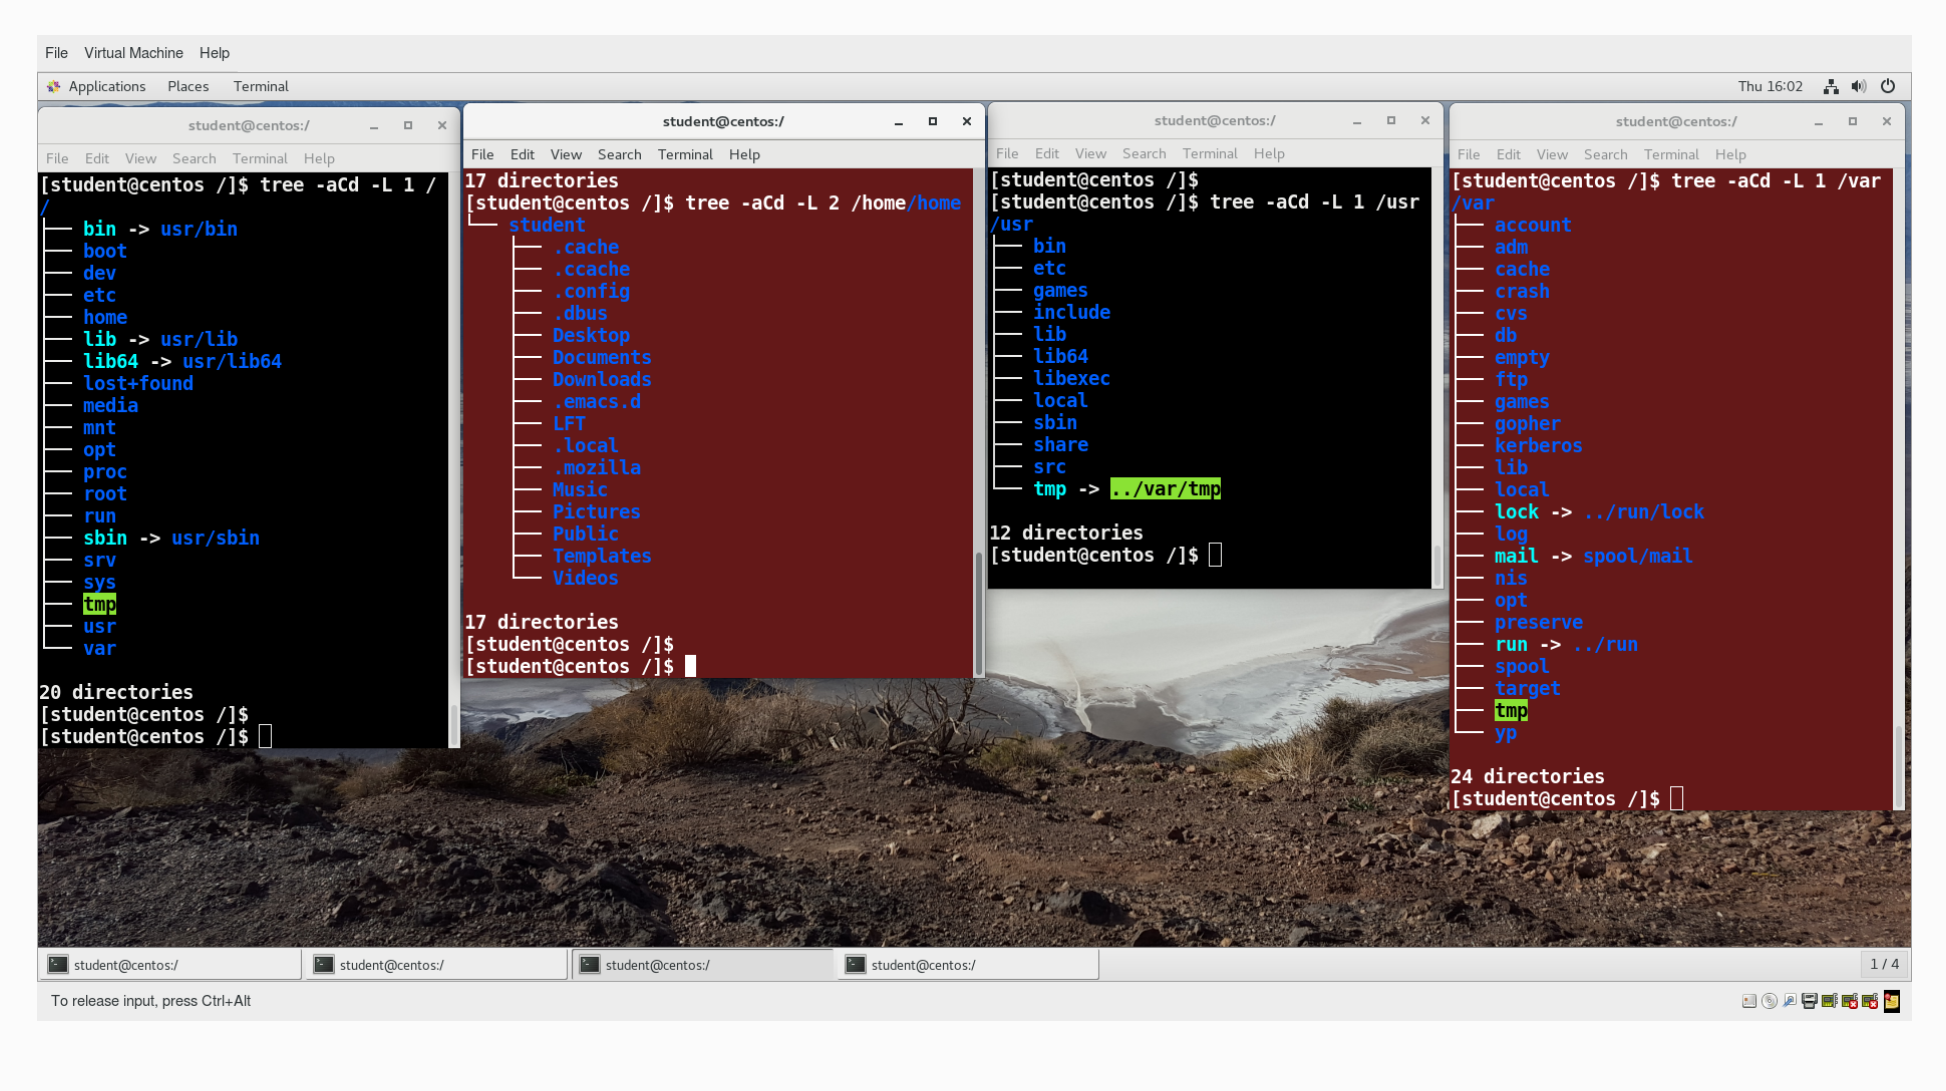 File Virtual Machine Help
Applications Places Terminal Thu 16:02
student@centos:/
File Edit View Search Terminal Help
[student@centos /]$ tree -aCd -L 1 /
/
├── bin -> usr/bin
├── boot
├── dev
├── etc
├── home
├── lib -> usr/lib
├── lib64 -> usr/lib64
├── lost+found
├── media
├── mnt
├── opt
├── proc
├── root
├── run
├── sbin -> usr/sbin
├── srv
├── sys
├── tmp
├── usr
└── var
20 directories
[student@centos /]$
[student@centos /]$
student@centos:/
File Edit View Search Terminal Help
17 directories
[student@centos /]$ tree -aCd -L 2 /home/home
└── student
├── .cache
├── .ccache
├── .config
├── .dbus
├── Desktop
├── Documents
├── Downloads
├── .emacs.d
├── LFT
├── .local
├── .mozilla
├── Music
├── Pictures
├── Public
├── Templates
└── Videos
17 directories
[student@centos /]$
[student@centos /]$
student@centos:/
File Edit View Search Terminal Help
[student@centos /]$
[student@centos /]$ tree -aCd -L 1 /usr
/usr
├── bin
├── etc
├── games
├── include
├── lib
├── lib64
├── libexec
├── local
├── sbin
├── share
├── src
└── tmp -> ../var/tmp
12 directories
[student@centos /]$
student@centos:/
File Edit View Search Terminal Help
[student@centos /]$ tree -aCd -L 1 /var
/var
├── account
├── adm
├── cache
├── crash
├── cvs
├── db
├── empty
├── ftp
├── games
├── gopher
├── kerberos
├── lib
├── local
├── lock -> ../run/lock
├── log
├── mail -> spool/mail
├── nis
├── opt
├── preserve
├── run -> ../run
├── spool
├── target
├── tmp
└── yp
24 directories
[student@centos /]$
student@centos:/ student@centos:/ student@centos:/ student@centos:/ 1 / 4
To release input, press Ctrl+Alt